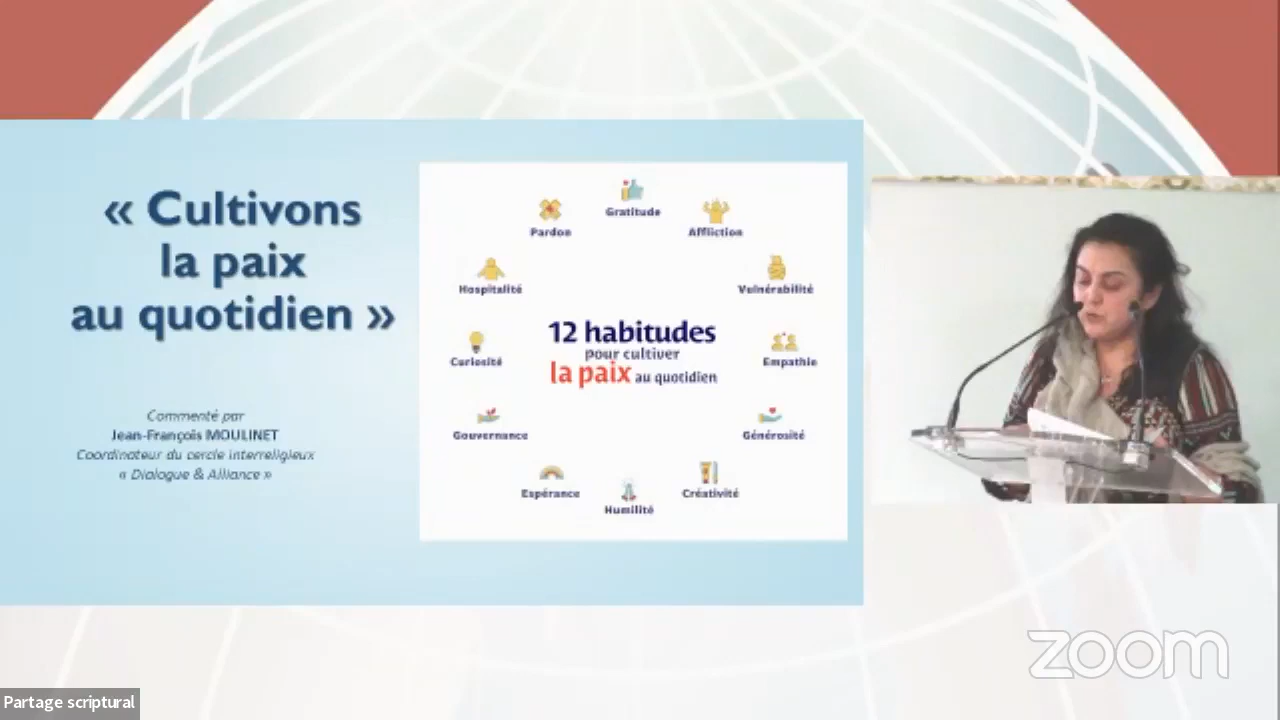 « Cultivons
la paix
au quotidien »
Commenté par
Jean-François MOULINET
Coordinateur du cercle interreligieux
« Dialogue & Alliance »
Gratitude
Pardon
Affliction
Hospitalité
Vulnérabilité
12 habitudes
pour cultiver
la paix au quotidien
Curiosité
Empathie
Gouvernance
Générosité
Espérance
Créativité
Humilité
zoom
Partage scriptural